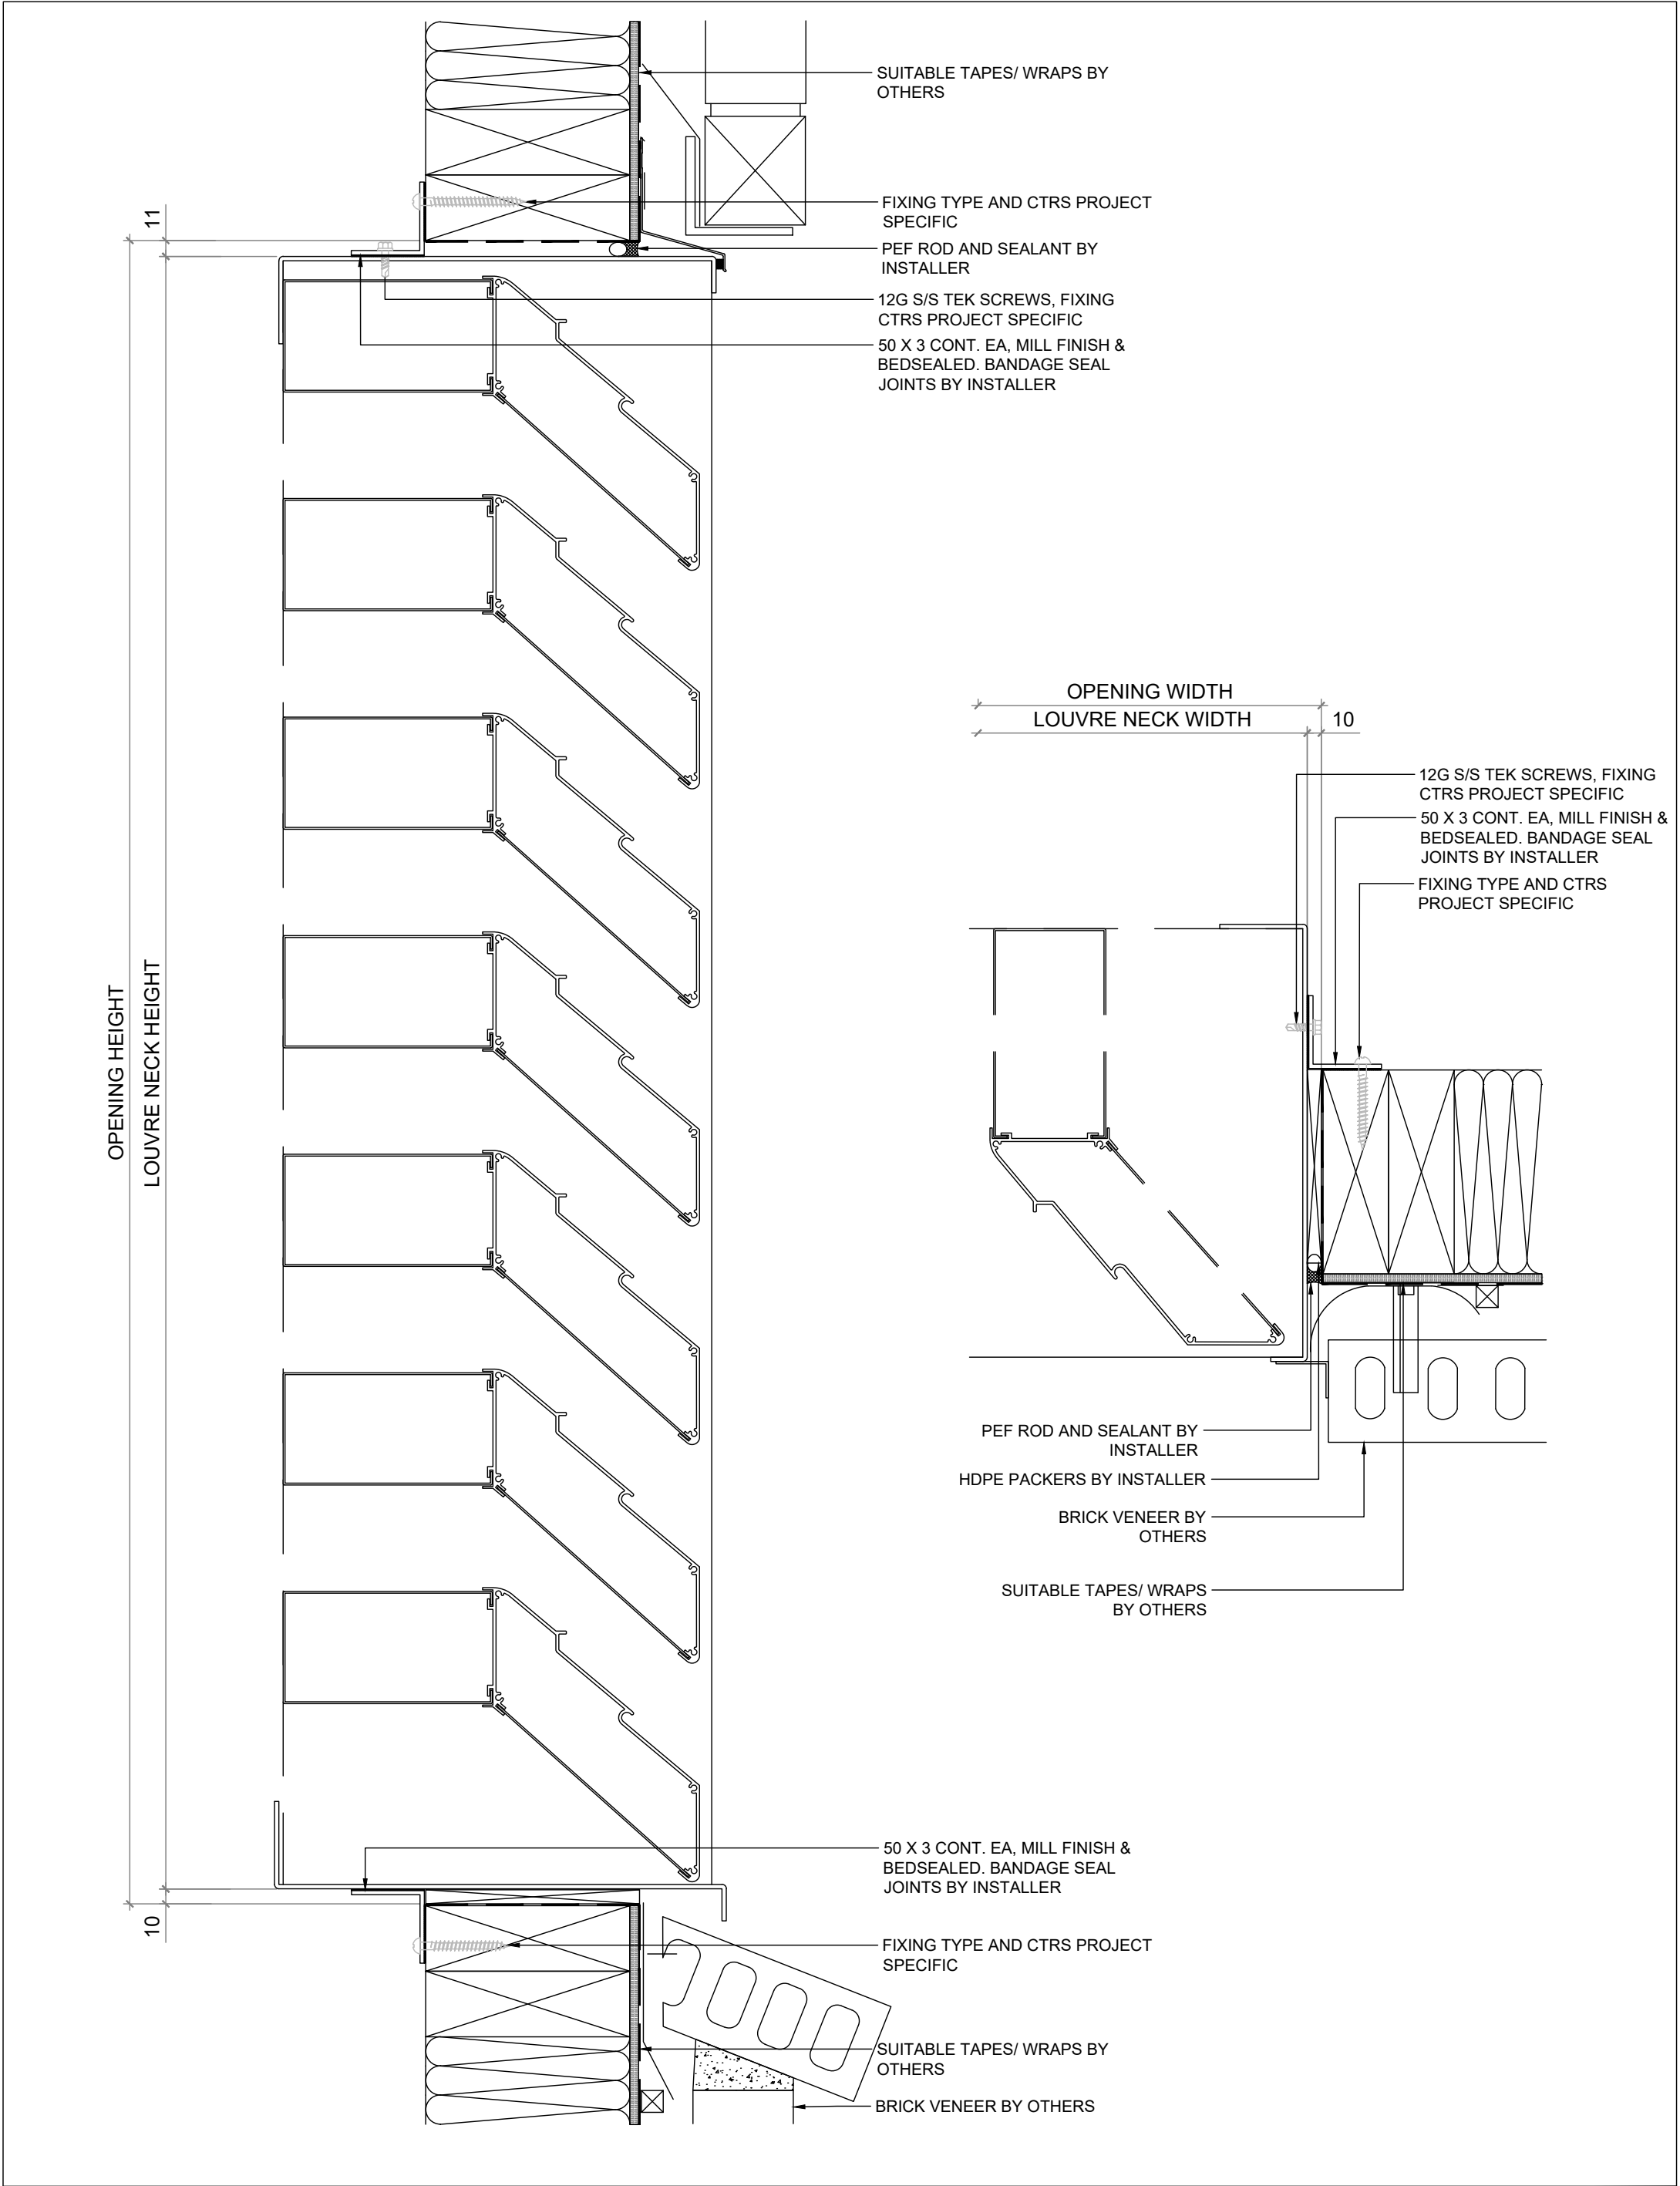 SUITABLE TAPES/ WRAPS BY
OTHERS
FIXING TYPE AND CTRS PROJECT
SPECIFIC
PEF ROD AND SEALANT BY
INSTALLER
12G S/S TEK SCREWS, FIXING
CTRS PROJECT SPECIFIC
50 X 3 CONT. EA, MILL FINISH &
BEDSEALED. BANDAGE SEAL
JOINTS BY INSTALLER
11
OPENING HEIGHT
LOUVRE NECK HEIGHT
10
OPENING WIDTH
LOUVRE NECK WIDTH
10
12G S/S TEK SCREWS, FIXING
CTRS PROJECT SPECIFIC
50 X 3 CONT. EA, MILL FINISH &
BEDSEALED. BANDAGE SEAL
JOINTS BY INSTALLER
FIXING TYPE AND CTRS
PROJECT SPECIFIC
PEF ROD AND SEALANT BY
INSTALLER
HDPE PACKERS BY INSTALLER
BRICK VENEER BY
OTHERS
SUITABLE TAPES/ WRAPS
BY OTHERS
50 X 3 CONT. EA, MILL FINISH &
BEDSEALED. BANDAGE SEAL
JOINTS BY INSTALLER
FIXING TYPE AND CTRS PROJECT
SPECIFIC
SUITABLE TAPES/ WRAPS BY
OTHERS
BRICK VENEER BY OTHERS